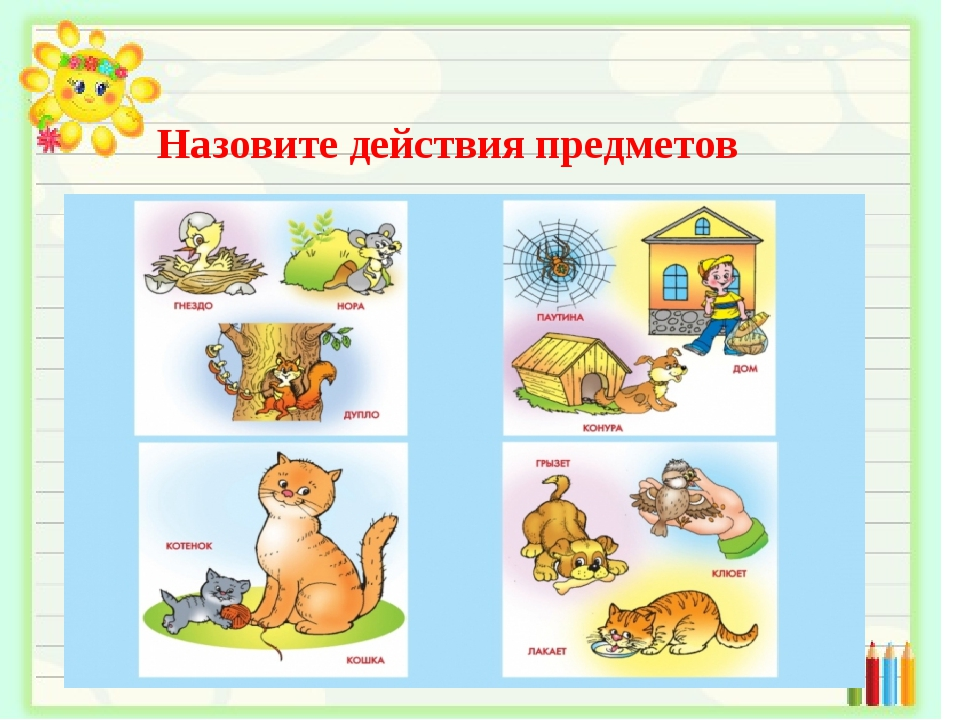 Назовите действия предметов
ГНЕЗДО
НОРА
ДУПЛО
ПАУТИНА
ДОМ
КОНУРА
КОТЕНОК
КОШКА
ГРЫЗЕТ
КЛЮЕТ
ЛАКАЕТ